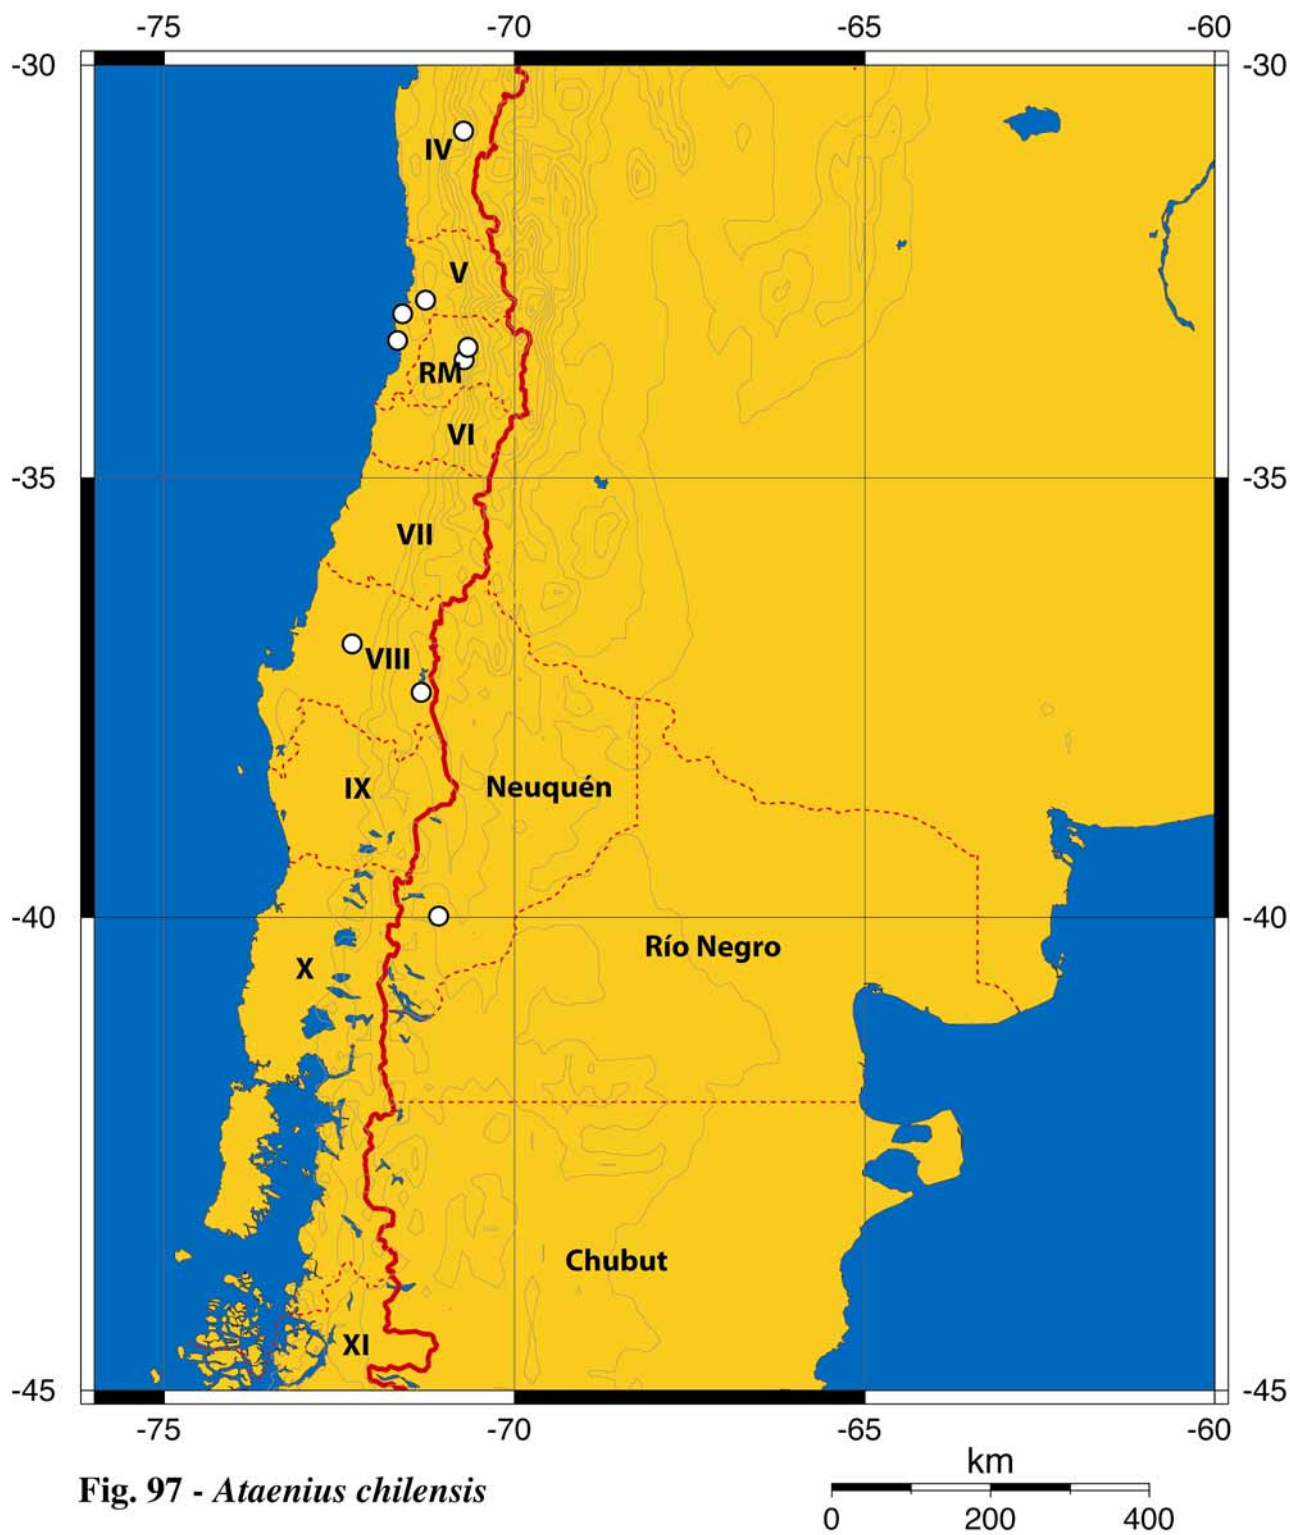 -75 -70 -65 -60
-30 -30
IV
V
RM
VI
-35 -35
VII
VIII
IX Neuquén
-40 -40
Río Negro
X
Chubut
XI
-45 -45
-75 -70 -65 -60
km
Fig. 97 - Ataenius chilensis
0 200 400